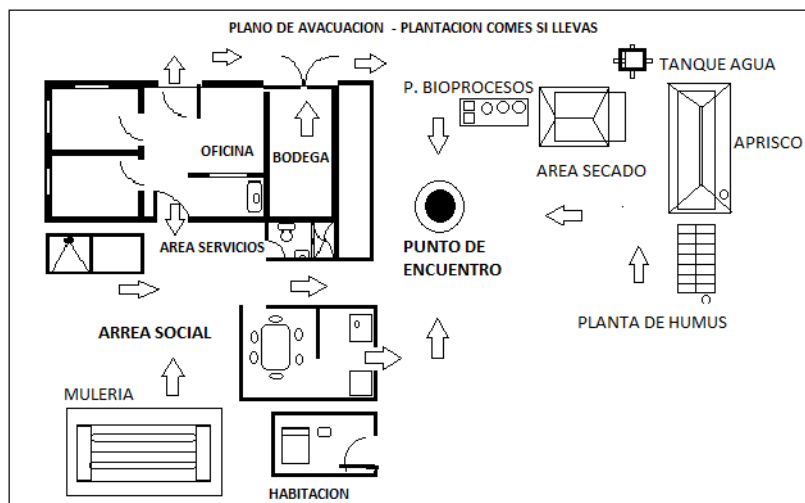 PLANO DE AVACUACION - PLANTACION COMES SI LLEVAS
TANQUE AGUA
P. BIOPROCESOS
OFICINA
BODEGA
APRISCO
AREA SECADO
AREA SERVICIOS
PUNTO DE
ENCUENTRO
PLANTA DE HUMUS
ARREA SOCIAL
MULERIA
HABITACION